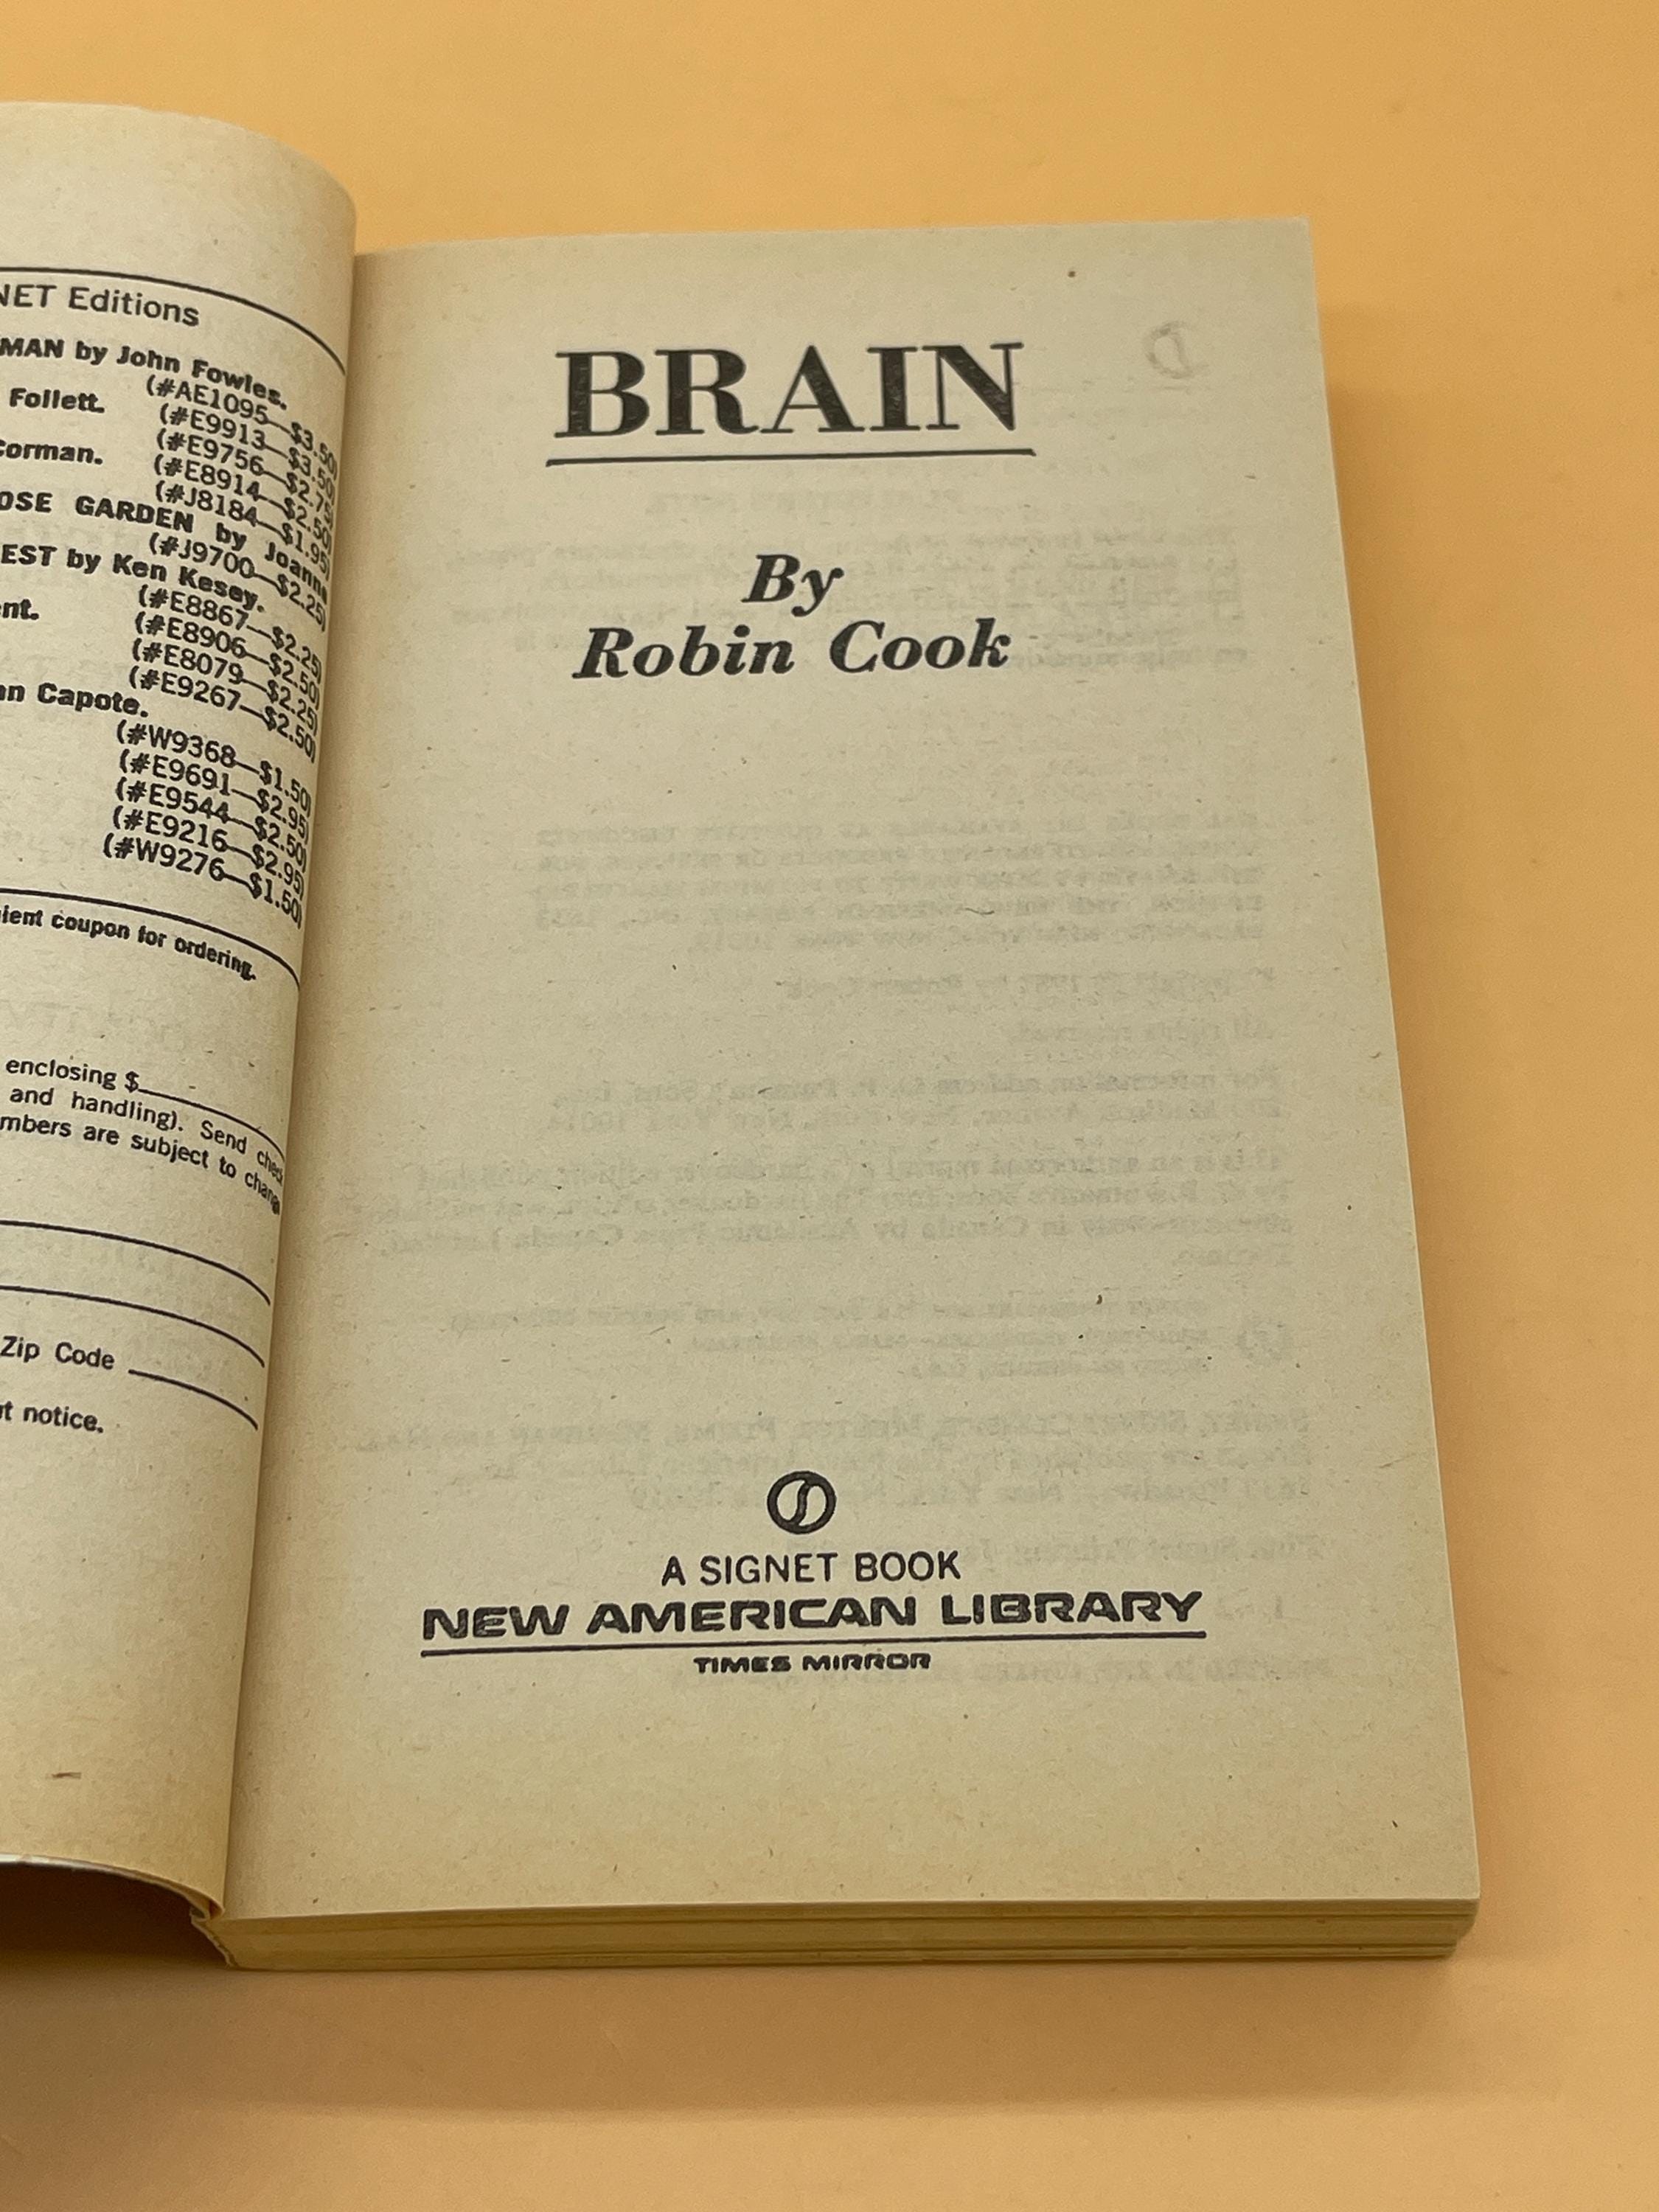 NET Editions
MAN by John Fowles.
(#AE1095—$3.50)
Follett. (#E9913—$3.50)
(#E9756—$2.75)
Corman. (#E8914—$2.50)
(#J8184—$1.95)
OSE GARDEN by Joanne
(#J9700—$2.25)
EST by Ken Kesey.
(#E8867—$2.25)
ent. (#E8906—$2.50)
(#E8079—$2.25)
(#E9267—$2.50)
an Capote.
(#W9368—$1.50)
(#E9691—$2.95)
(#E9544—$2.50)
(#E9216—$2.95)
(#W9276—$1.50)
ient coupon for ordering.
enclosing $
and handling). Send check
mbers are subject to change
Zip Code
t notice.
BRAIN
By
Robin Cook
A SIGNET BOOK
NEW AMERICAN LIBRARY
TIMES MIRROR